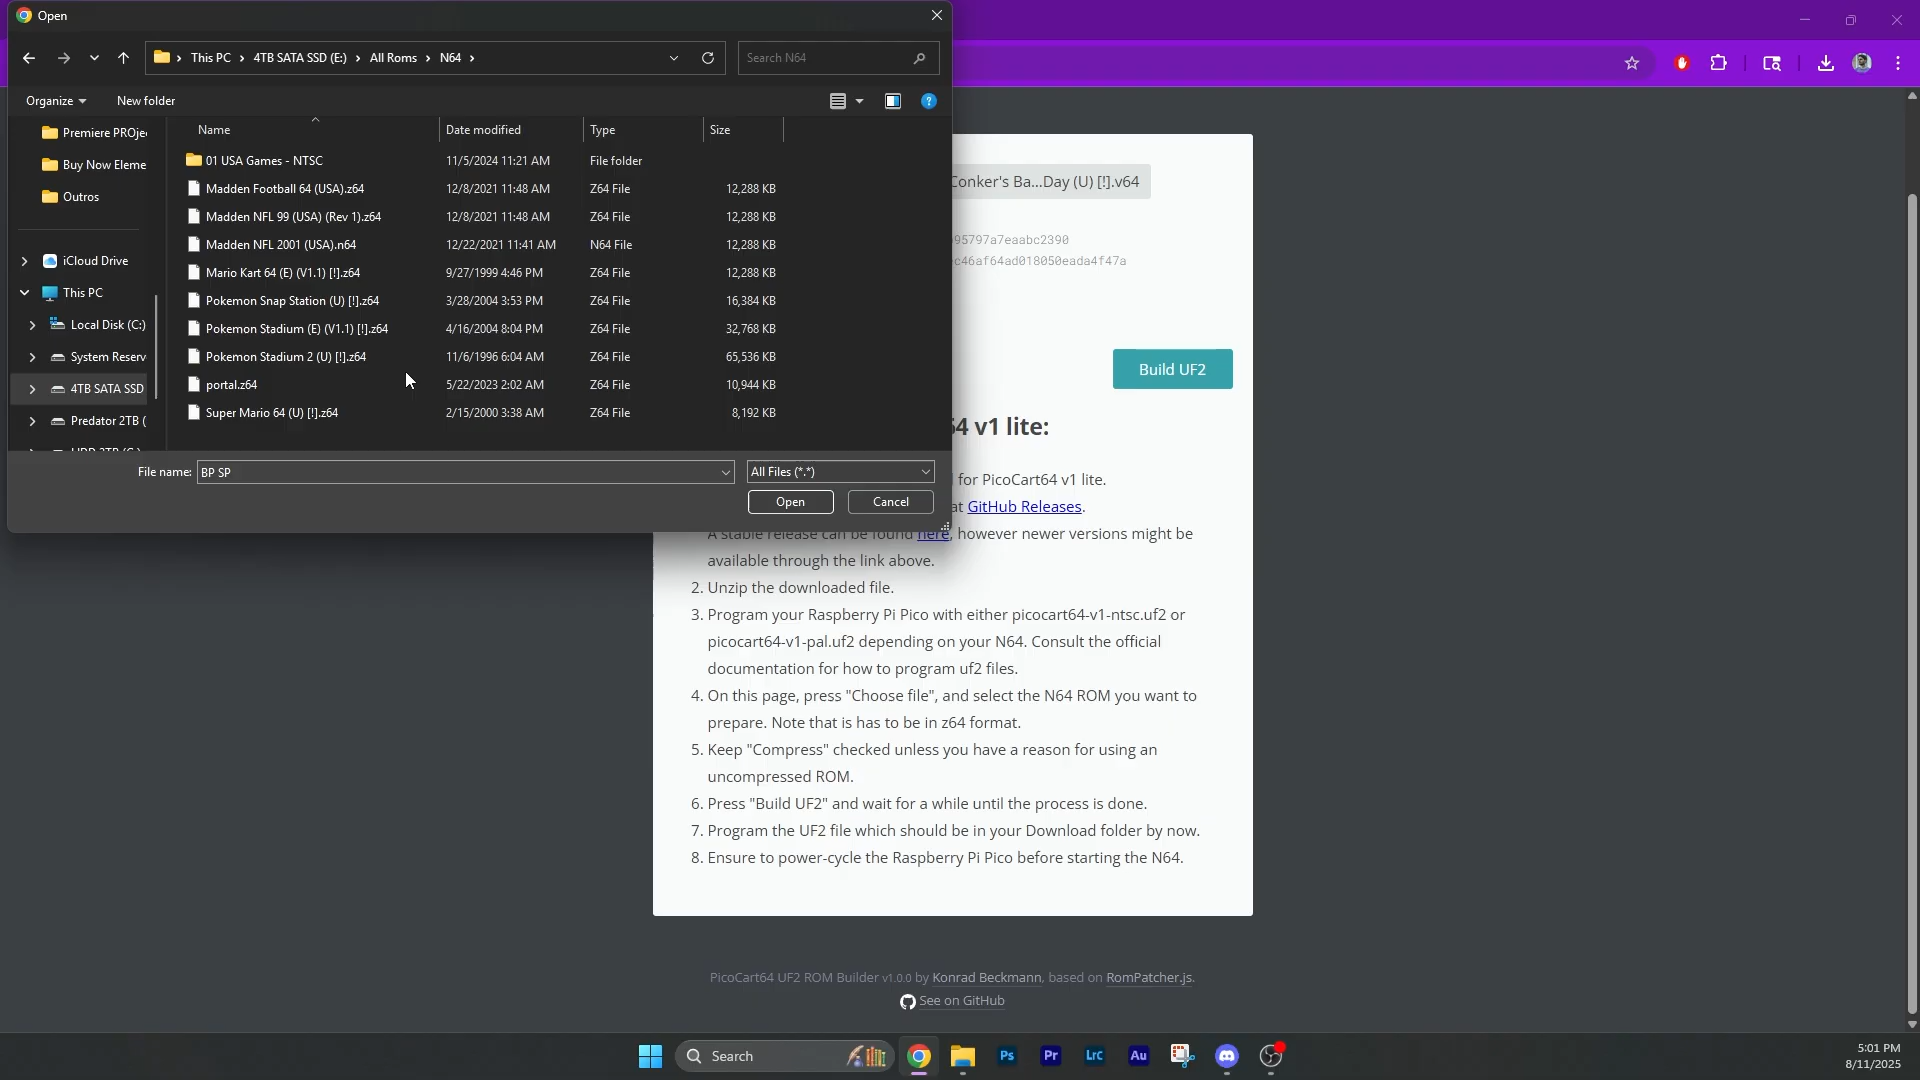 Open
This PC > 4TB SATA SSD (E:) > All Roms > N64 >
Search N64
Organize
New folder
Name
Date modified
Type
Size
Premiere PROje
Buy Now Eleme
Outros
iCloud Drive
This PC
Local Disk (C:)
System Reserv
4TB SATA SSD
Predator 2TB (
01 USA Games - NTSC 11/5/2024 11:21 AM File folder
Madden Football 64 (USA).z64 12/8/2021 11:48 AM Z64 File 12,288 KB
Madden NFL 99 (USA) (Rev 1).z64 12/8/2021 11:48 AM Z64 File 12,288 KB
Madden NFL 2001 (USA).n64 12/22/2021 11:41 AM N64 File 12,288 KB
Mario Kart 64 (E) (V1.1) [!].z64 9/27/1999 4:46 PM Z64 File 12,288 KB
Pokemon Snap Station (U) [!].z64 3/28/2004 3:53 PM Z64 File 16,384 KB
Pokemon Stadium (E) (V1.1) [!].z64 4/16/2004 8:04 PM Z64 File 32,768 KB
Pokemon Stadium 2 (U) [!].z64 11/6/1996 6:04 AM Z64 File 65,536 KB
portal.z64 5/22/2023 2:02 AM Z64 File 10,944 KB
Super Mario 64 (U) [!].z64 2/15/2000 3:38 AM Z64 File 8,192 KB
File name: BP SP
All Files (*.*)
Open
Cancel
Conker's Ba...Day (U) [!].v64
95797a7eaabc2390
c46af64ad018050eada4f47a
Build UF2
64 v1 lite:
for PicoCart64 v1 lite.
at GitHub Releases.
A stable release can be found here, however newer versions might be
available through the link above.
2. Unzip the downloaded file.
3. Program your Raspberry Pi Pico with either picocart64-v1-ntsc.uf2 or
picocart64-v1-pal.uf2 depending on your N64. Consult the official
documentation for how to program uf2 files.
4. On this page, press "Choose file", and select the N64 ROM you want to
prepare. Note that is has to be in z64 format.
5. Keep "Compress" checked unless you have a reason for using an
uncompressed ROM.
6. Press "Build UF2" and wait for a while until the process is done.
7. Program the UF2 file which should be in your Download folder by now.
8. Ensure to power-cycle the Raspberry Pi Pico before starting the N64.
PicoCart64 UF2 ROM Builder v1.0.0 by Konrad Beckmann, based on RomPatcher.js.
See on GitHub
Search
Ps
Pr
LrC
Au
5:01 PM
8/11/2025